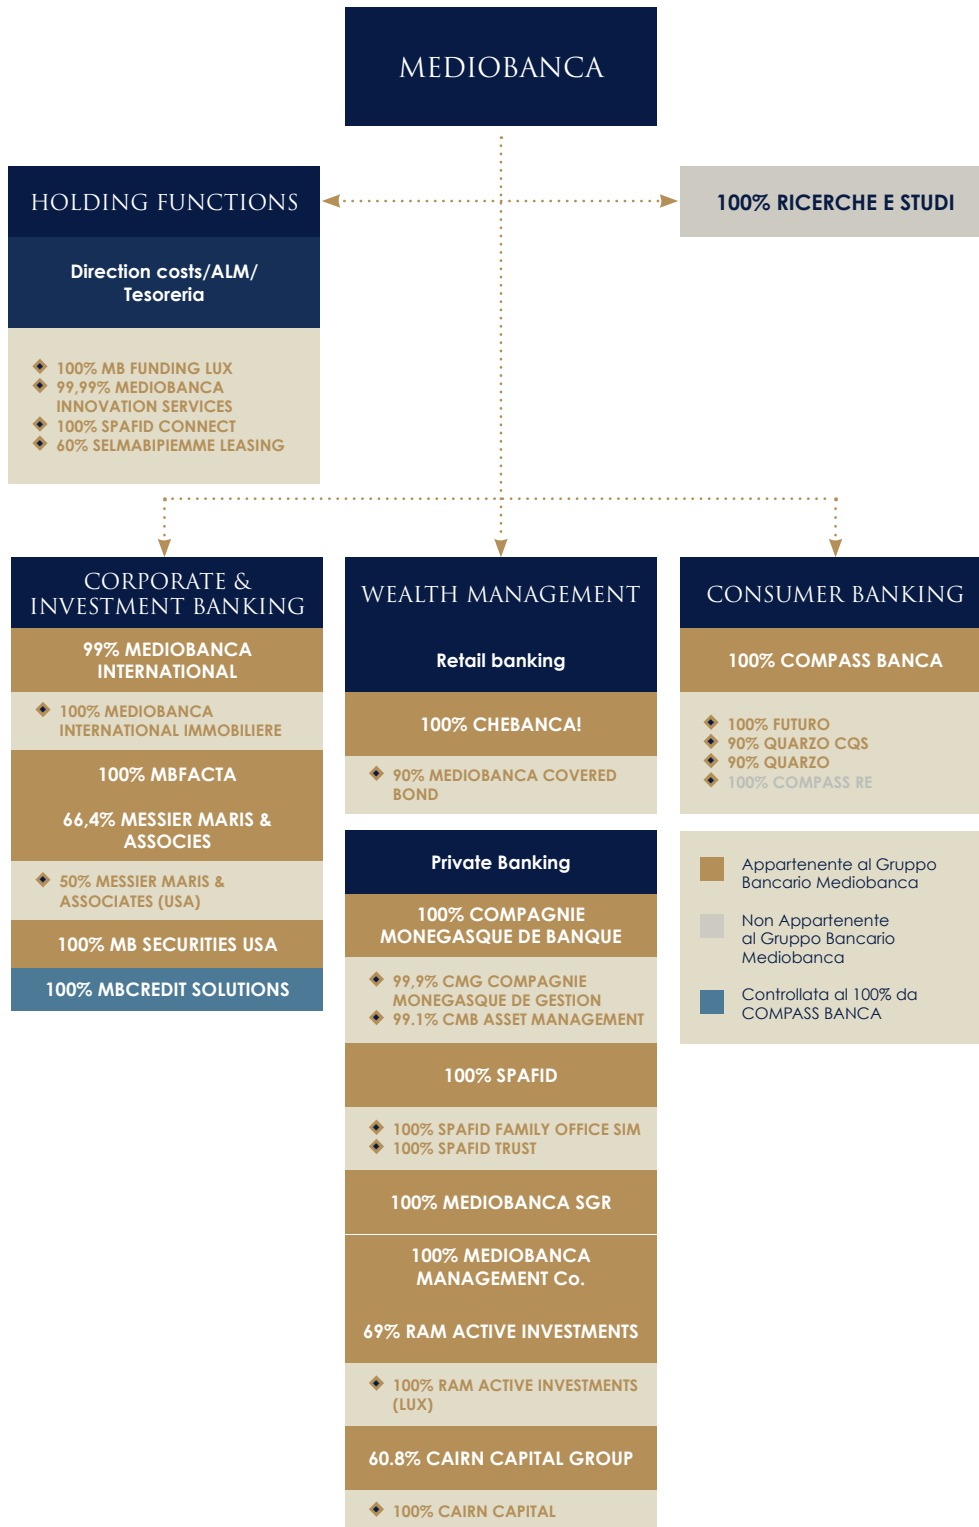 MEDIOBANCA
HOLDING FUNCTIONS
Direction costs/ALM/
Tesoreria
100% MB FUNDING LUX
99,99% MEDIOBANCA
INNOVATION SERVICES
100% SPAFID CONNECT
60% SELMABIPIEMME LEASING
100% RICERCHE E STUDI
CORPORATE &
INVESTMENT BANKING
99% MEDIOBANCA
INTERNATIONAL
100% MEDIOBANCA
INTERNATIONAL IMMOBILIERE
100% MBFACTA
66,4% MESSIER MARIS &
ASSOCIES
50% MESSIER MARIS &
ASSOCIATES (USA)
100% MB SECURITIES USA
100% MBCREDIT SOLUTIONS
WEALTH MANAGEMENT
Retail banking
100% CHEBANCA!
90% MEDIOBANCA COVERED
BOND
Private Banking
100% COMPAGNIE
MONEGASQUE DE BANQUE
99,9% CMG COMPAGNIE
MONEGASQUE DE GESTION
99.1% CMB ASSET MANAGEMENT
100% SPAFID
100% SPAFID FAMILY OFFICE SIM
100% SPAFID TRUST
100% MEDIOBANCA SGR
100% MEDIOBANCA
MANAGEMENT Co.
69% RAM ACTIVE INVESTMENTS
100% RAM ACTIVE INVESTMENTS
(LUX)
60.8% CAIRN CAPITAL GROUP
100% CAIRN CAPITAL
CONSUMER BANKING
100% COMPASS BANCA
100% FUTURO
90% QUARZO CQS
90% QUARZO
100% COMPASS RE
Appartenente al Gruppo
Bancario Mediobanca
Non Appartenente
al Gruppo Bancario
Mediobanca
Controllata al 100% da
COMPASS BANCA